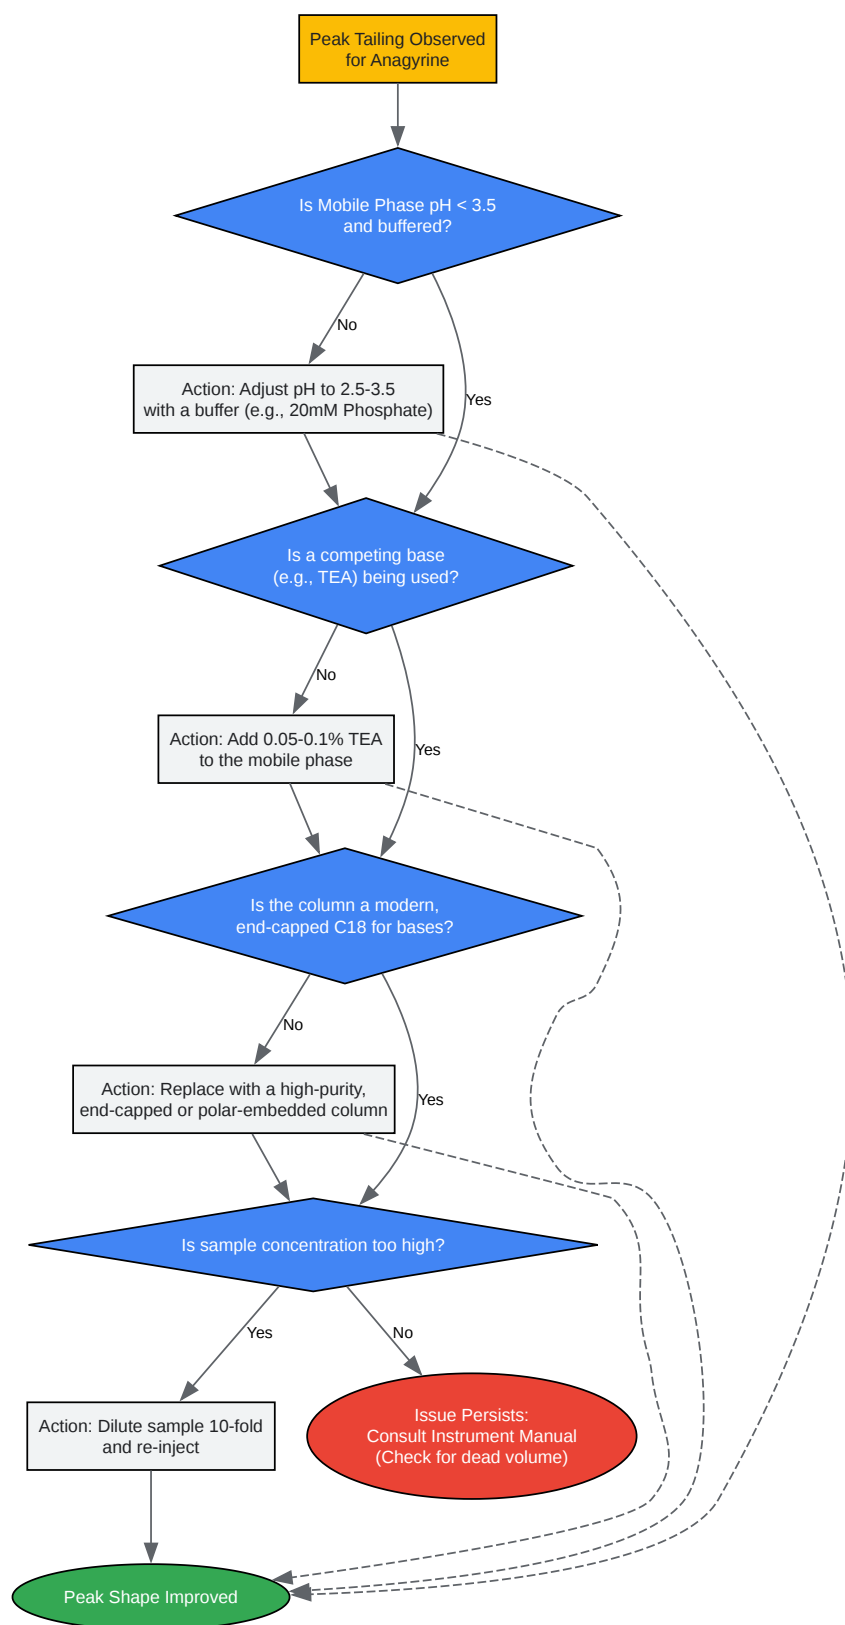 Peak Tailing Observed
for Anagyrine
Is Mobile Phase pH < 3.5
and buffered?
No
Action: Adjust pH to 2.5-3.5
with a buffer (e.g., 20mM Phosphate)
Yes
Is a competing base
(e.g., TEA) being used?
No
Action: Add 0.05-0.1% TEA
to the mobile phase
Yes
Is the column a modern,
end-capped C18 for bases?
No
Action: Replace with a high-purity,
end-capped or polar-embedded column
Yes
Is sample concentration too high?
Yes
No
Action: Dilute sample 10-fold
and re-inject
Issue Persists:
Consult Instrument Manual
(Check for dead volume)
Peak Shape Improved